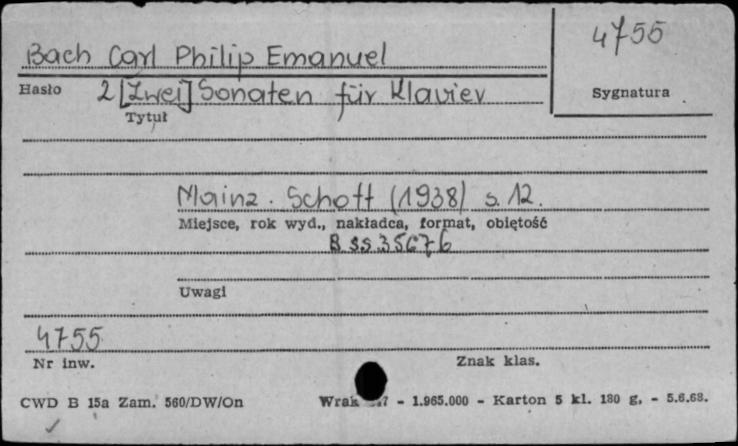 4755
Bach Carl Philip Emanuel
Hasło 2 [Zwei] Sonaten für Klavier
Sygnatura
Tytuł
Mainz. Schott (1938) s. 12.
Miejsce, rok wyd., nakładca, format, objętość
B SS 35676
Uwagi
4755
Nr inw.
Znak klas.
CWD B 15a Zam. 560/DW/On - 1.965.000 - Karton 5 kl. 180 g. - 5.6.68.